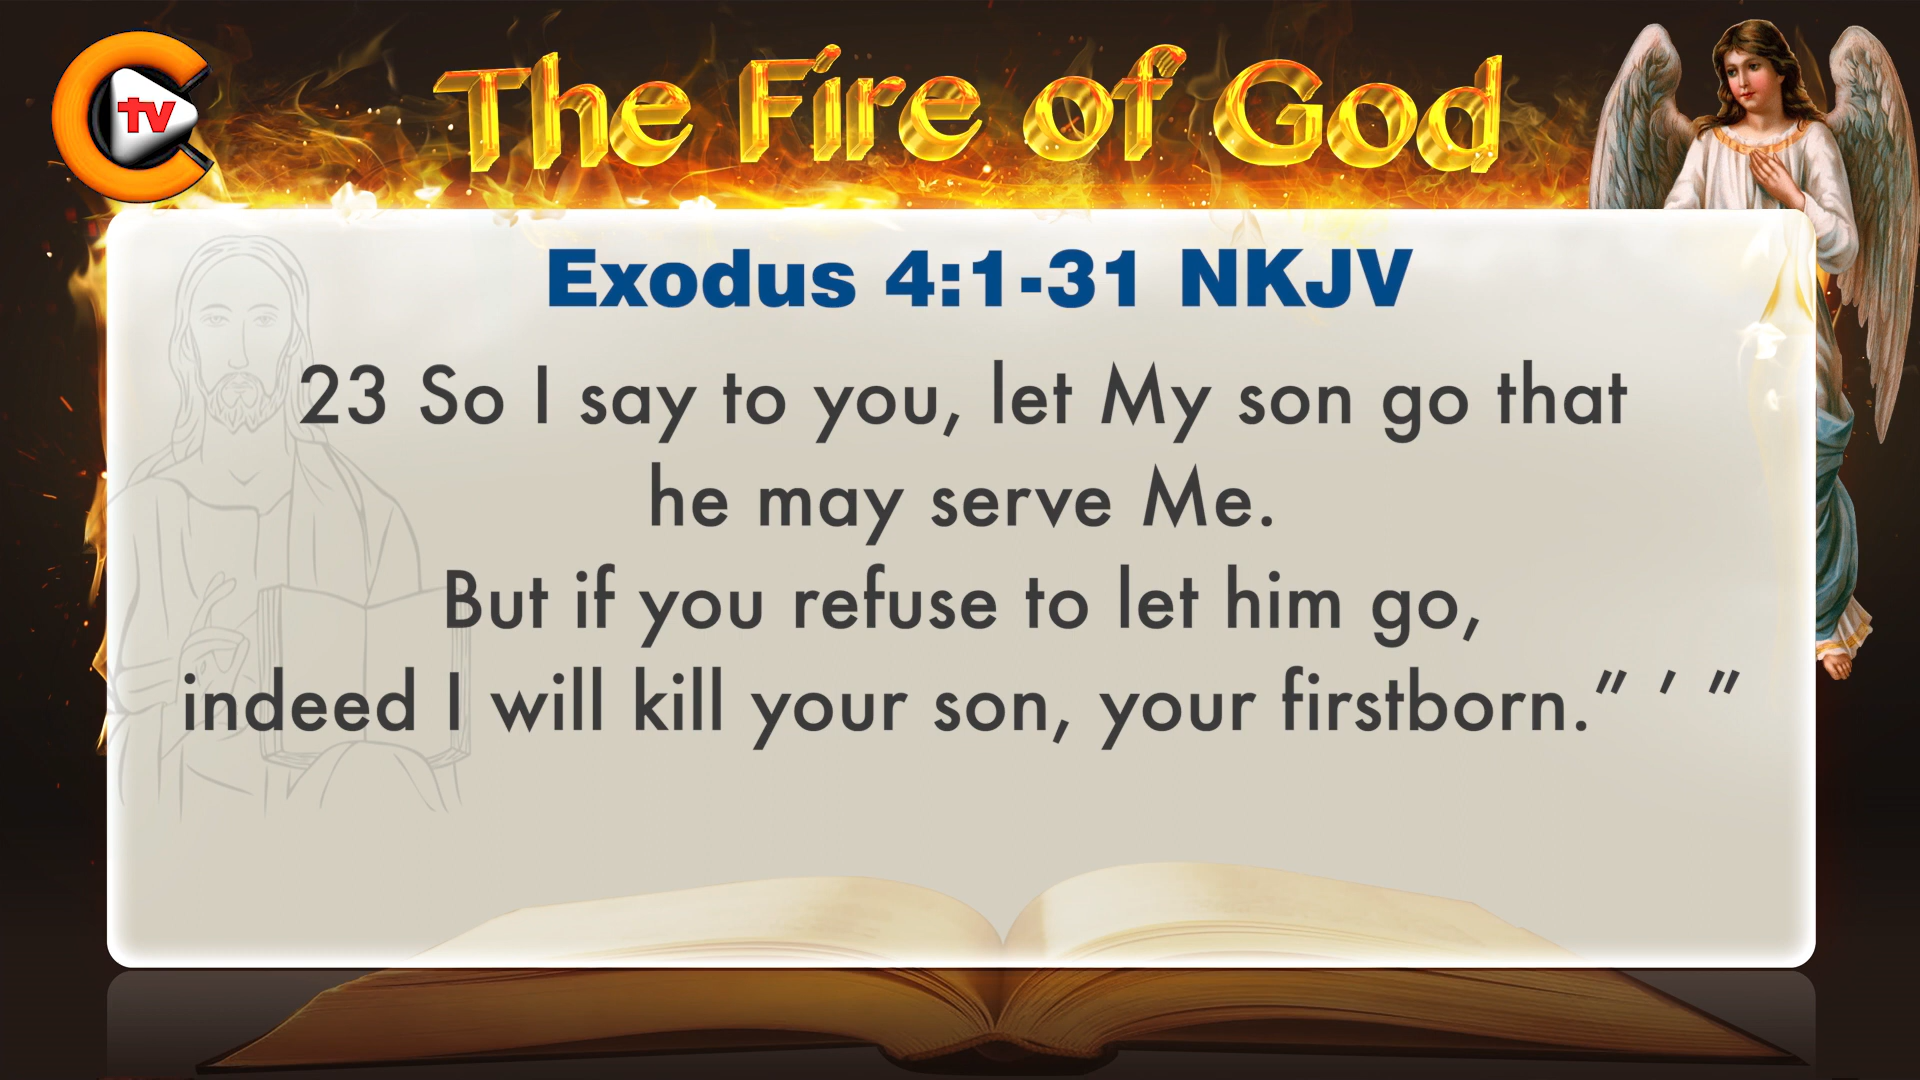 tv
The Fire of God
Exodus 4:1-31 NKJV
23 So I say to you, let My son go that
he may serve Me.
But if you refuse to let him go,
indeed I will kill your son, your firstborn.” ’ ”